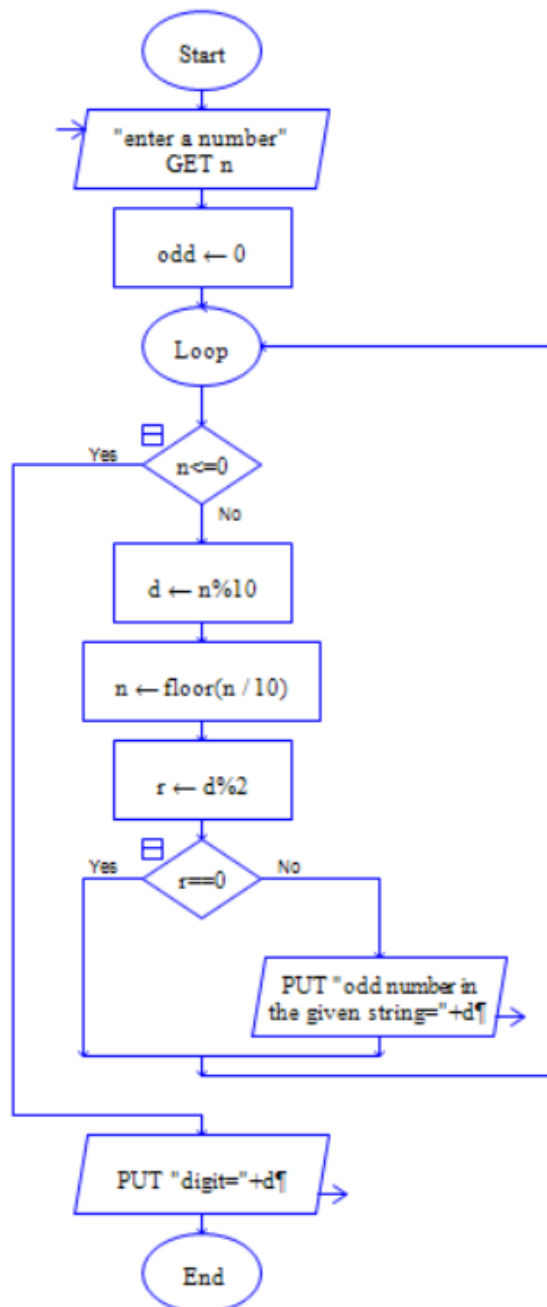 Start
"enter a number"
GET n
odd ← 0
Loop
Yes
n<=0
No
d ← n%10
n ← floor(n / 10)
r ← d%2
Yes
r==0
No
PUT "odd number in
the given string="+d¶
PUT "digit="+d¶
End